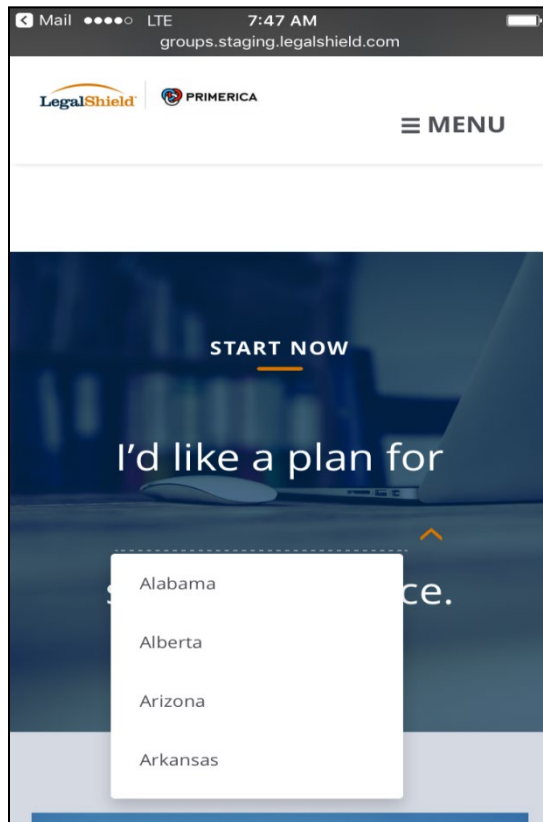 Mail LTE 7:47 AM
groups.staging.legalshield.com
LegalShield PRIMERICA
MENU
START NOW
I’d like a plan for
Alabama
Alberta
Arizona
Arkansas